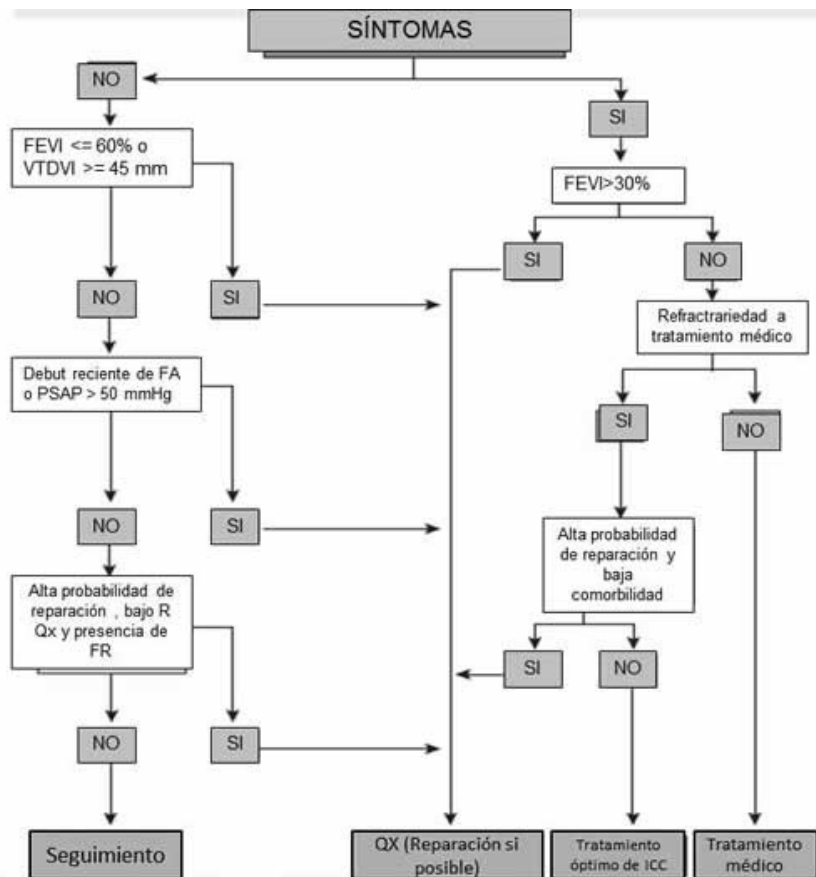 SÍNTOMAS
NO
SI
FEVI <= 60% o
VTDVI >= 45 mm
FEVI>30%
SI
NO
NO
SI
Refractrariedad a
tratamiento médico
Debut reciente de FA
o PSAP > 50 mmHg
SI
NO
NO
SI
Alta probabilidad
de reparación y
baja
comorbilidad
Alta probabilidad de
reparación , bajo R
Qx y presencia de
FR
SI
NO
NO
SI
Seguimiento
QX (Reparación si
posible)
Tratamiento
óptimo de ICC
Tratamiento
médico